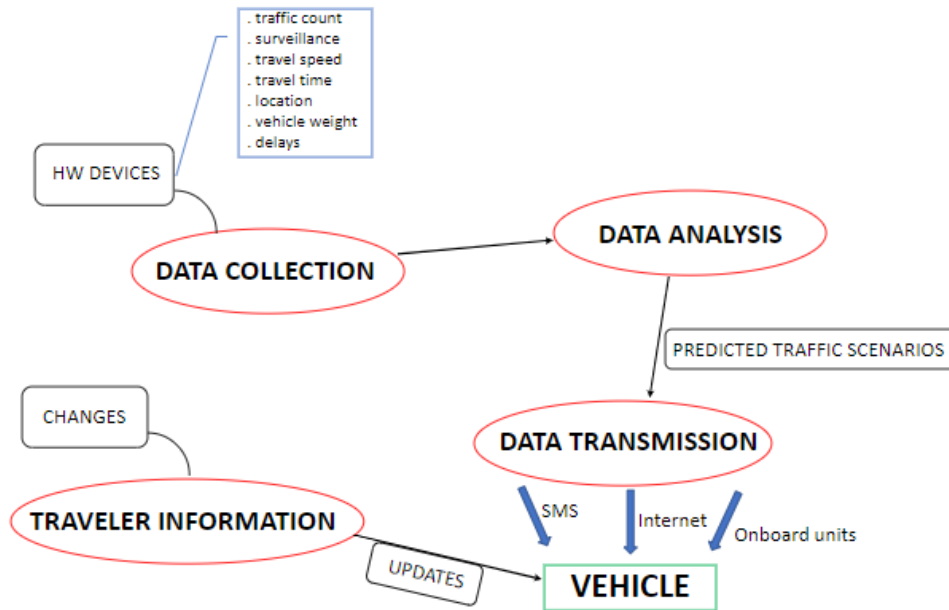 . traffic count
. surveillance
. travel speed
. travel time
. location
. vehicle weight
. delays
HW DEVICES
DATA COLLECTION
DATA ANALYSIS
PREDICTED TRAFFIC SCENARIOS
CHANGES
DATA TRANSMISSION
SMS
Internet
Onboard units
TRAVELER INFORMATION
UPDATES
VEHICLE